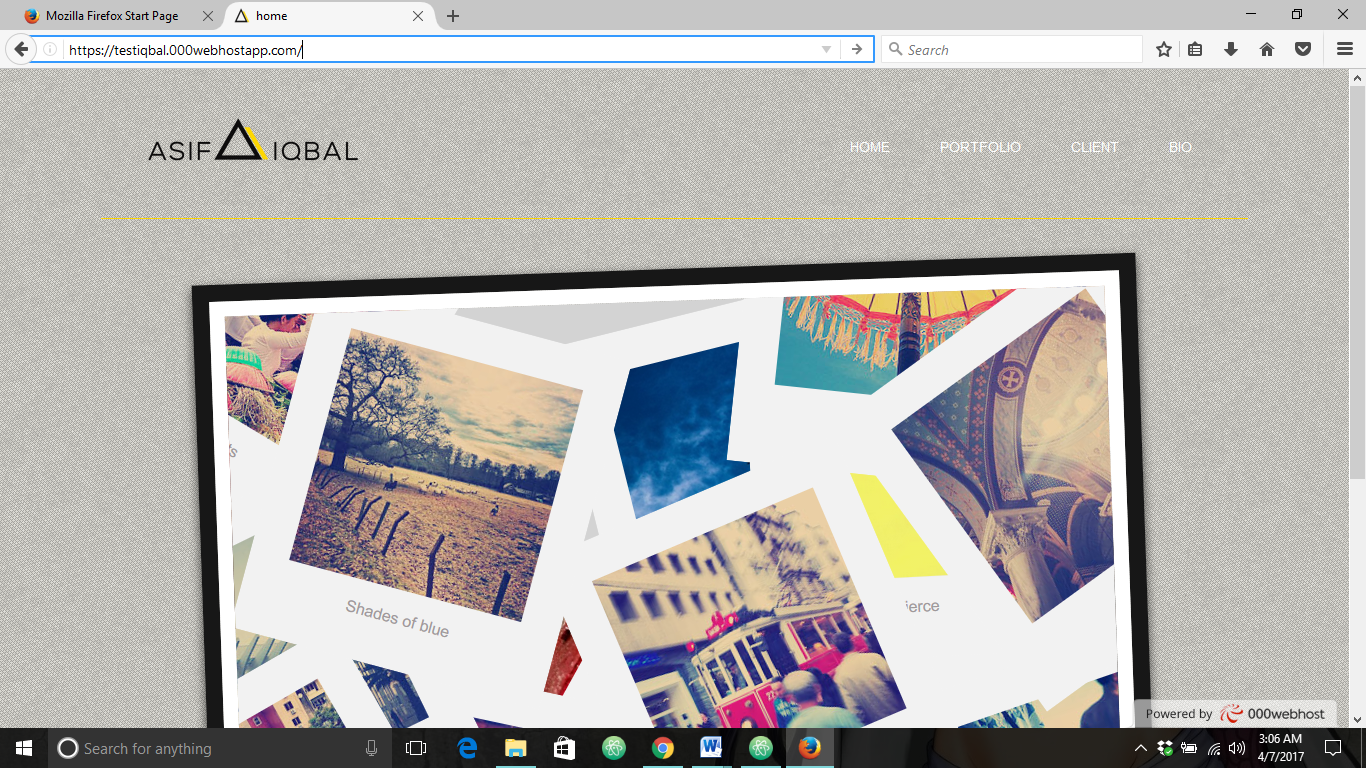 Mozilla Firefox Start Page
home
https://testiqbal.000webhostapp.com/
Search
ASIF IQBAL
HOME PORTFOLIO CLIENT BIO
Shades of blue
ierce
Powered by 000webhost
Search for anything
3:06 AM
4/7/2017